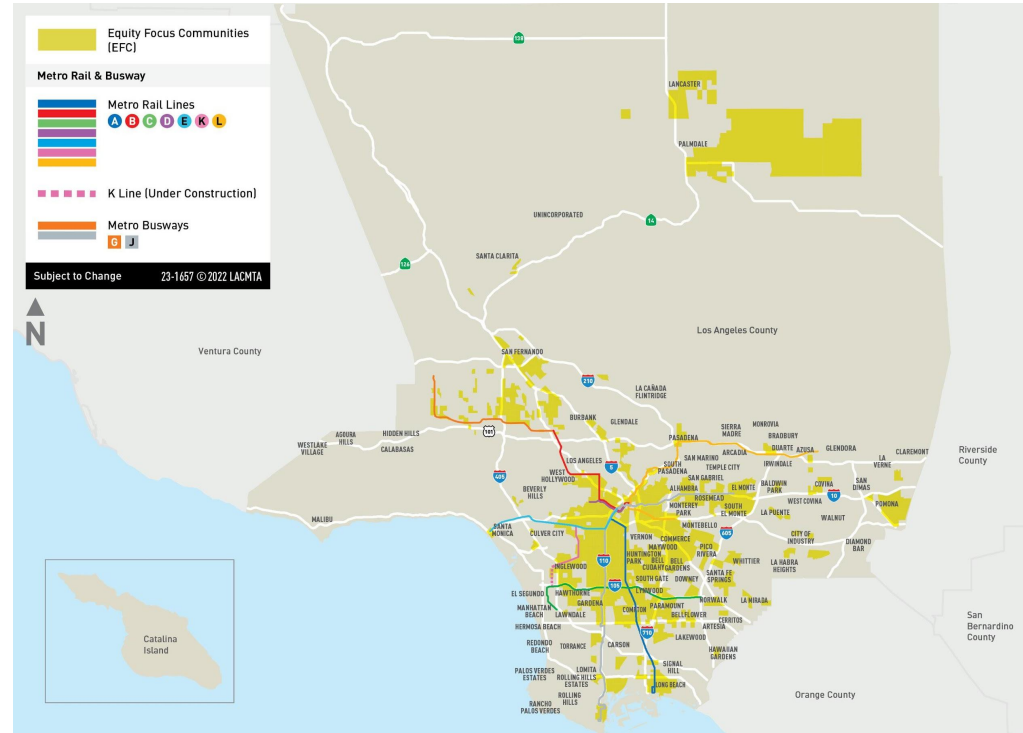 Equity Focus Communities
(EFC)
Metro Rail & Busway
Metro Rail Lines
A B C D E K L
K Line (Under Construction)
Metro Busways
G J
Subject to Change 23-1657 ©2022 LACMTA
N
138
LANCASTER
PALMDALE
UNINCORPORATED
14
SANTA CLARITA
126
Los Angeles County
Ventura County
SAN FERNANDO
210
LA CAÑADA
FLINTRIDGE
BURBANK
GLENDALE
SIERRA
MADRE
MONROVIA
BRADBURY
101
AGOURA
HILLS
HIDDEN HILLS
WESTLAKE
VILLAGE
CALABASAS
PASADENA
DUARTE
AZUSA
GLENDORA
CLAREMONT
ARCADIA
LA
VERNE
Riverside
County
LOS ANGELES
5
SOUTH
PASADENA
SAN MARINO
TEMPLE CITY
IRWINDALE
SAN GABRIEL
405
WEST
HOLLYWOOD
BEVERLY
HILLS
ALHAMBRA
ROSEMEAD
EL MONTE
BALDWIN
PARK
COVINA
SAN
DIMAS
WEST COVINA
10
POMONA
MONTEREY
PARK
SOUTH
EL MONTE
LA PUENTE
WALNUT
MALIBU
SANTA
MONICA
CULVER CITY
MONTEBELLO
605
CITY OF
INDUSTRY
DIAMOND
BAR
VERNON
COMMERCE
MAYWOOD
PICO
RIVERA
HUNTINGTON
PARK
BELL
CUDAHY
BELL
GARDENS
WHITTIER
LA HABRA
HEIGHTS
110
INGLEWOOD
SOUTH GATE
DOWNEY
SANTA FE
SPRINGS
105
EL SEGUNDO
HAWTHORNE
LYNWOOD
NORWALK
LA MIRADA
MANHATTAN
BEACH
LAWNDALE
GARDENA
COMPTON
PARAMOUNT
BELLFLOWER
CERRITOS
ARTESIA
HERMOSA BEACH
710
LAKEWOOD
San
Bernardino
County
REDONDO
BEACH
TORRANCE
CARSON
HAWAIIAN
GARDENS
Catalina
Island
PALOS VERDES
ESTATES
LOMITA
ROLLING HILLS
ESTATES
SIGNAL
HILL
LONG BEACH
ROLLING
HILLS
RANCHO
PALOS VERDES
Orange County